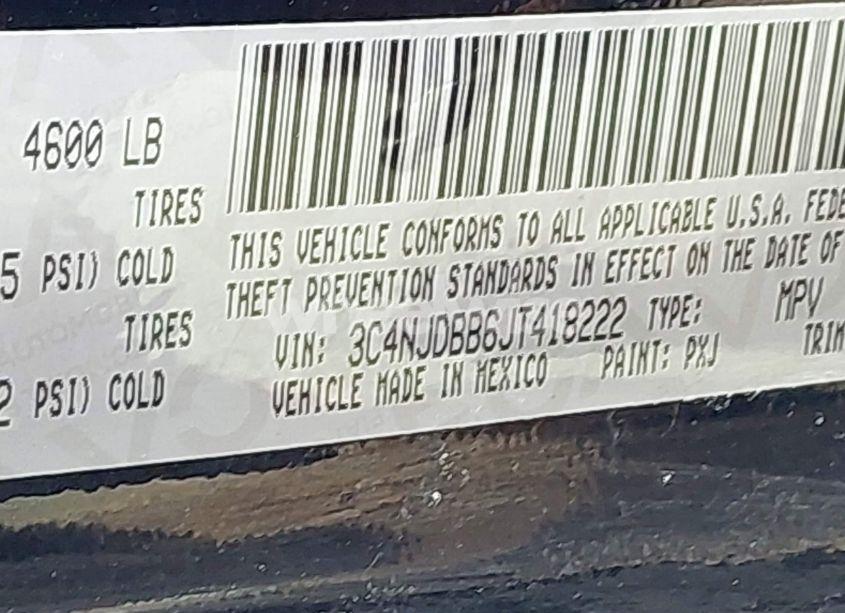 4600 LB
TIRES
5 PSI) COLD
TIRES
2 PSI) COLD
THIS VEHICLE CONFORMS TO ALL APPLICABLE U.S.A. FEDE
THEFT PREVENTION STANDARDS IN EFFECT ON THE DATE OF
VIN: 3C4NJDBB6JT418222 TYPE: MPV
VEHICLE MADE IN MEXICO PAINT: PXJ TRIM